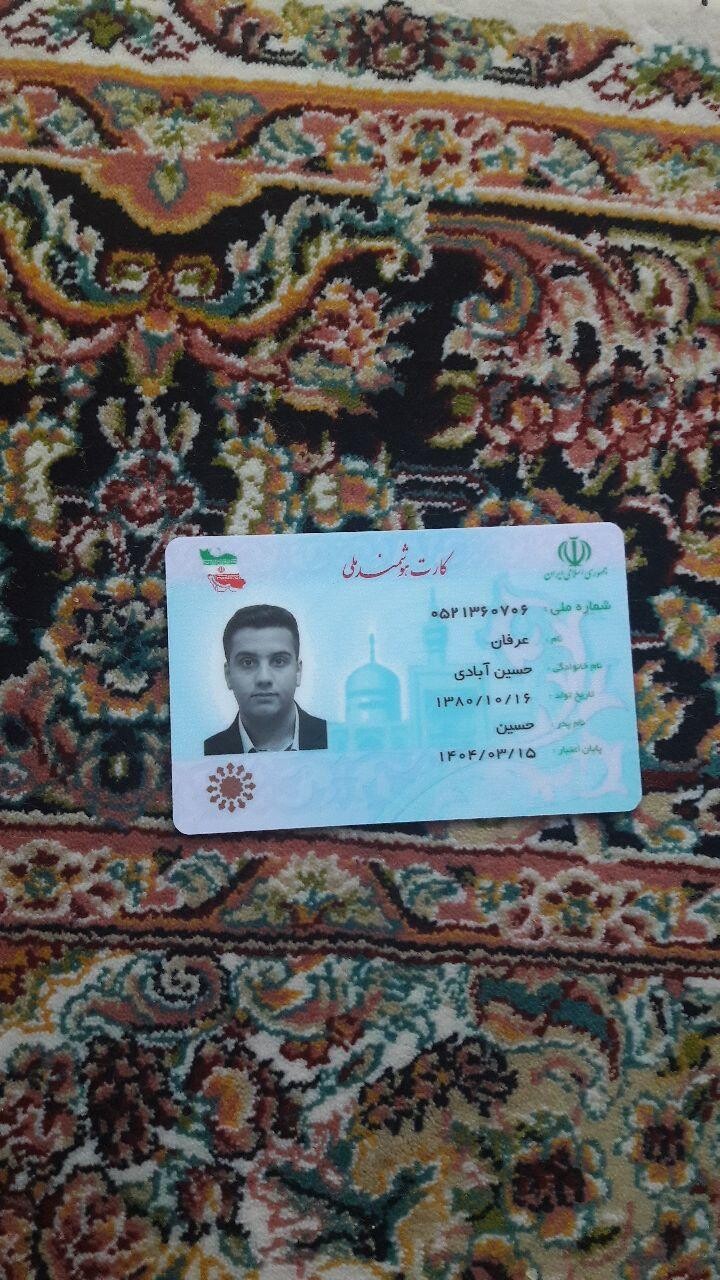 کارت هوشمند ملی
جمهوری اسلامی ایران
شماره ملی : ۰۵۲۱۳۶۰۷۰۶
نام : عرفان
نام خانوادگی : حسین آبادی
تاریخ تولد : ۱۳۸۰/۱۰/۱۶
نام پدر : حسین
پایان اعتبار : ۱۴۰۴/۰۳/۱۵